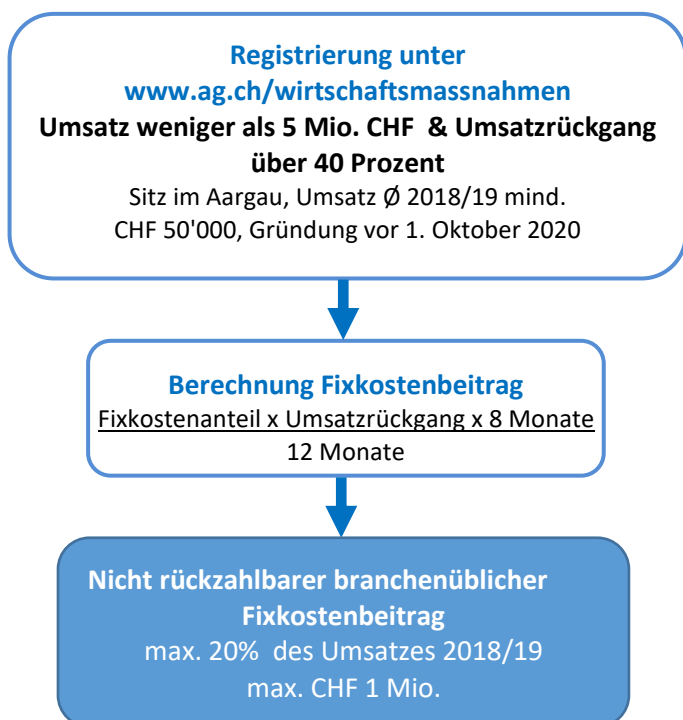 Registrierung unter
www.ag.ch/wirtschaftsmassnahmen
Umsatz weniger als 5 Mio. CHF & Umsatzrückgang
über 40 Prozent
Sitz im Aargau, Umsatz Ø 2018/19 mind.
CHF 50'000, Gründung vor 1. Oktober 2020
Berechnung Fixkostenbeitrag
Fixkostenanteil x Umsatzrückgang x 8 Monate
12 Monate
Nicht rückzahlbarer branchenüblicher
Fixkostenbeitrag
max. 20% des Umsatzes 2018/19
max. CHF 1 Mio.